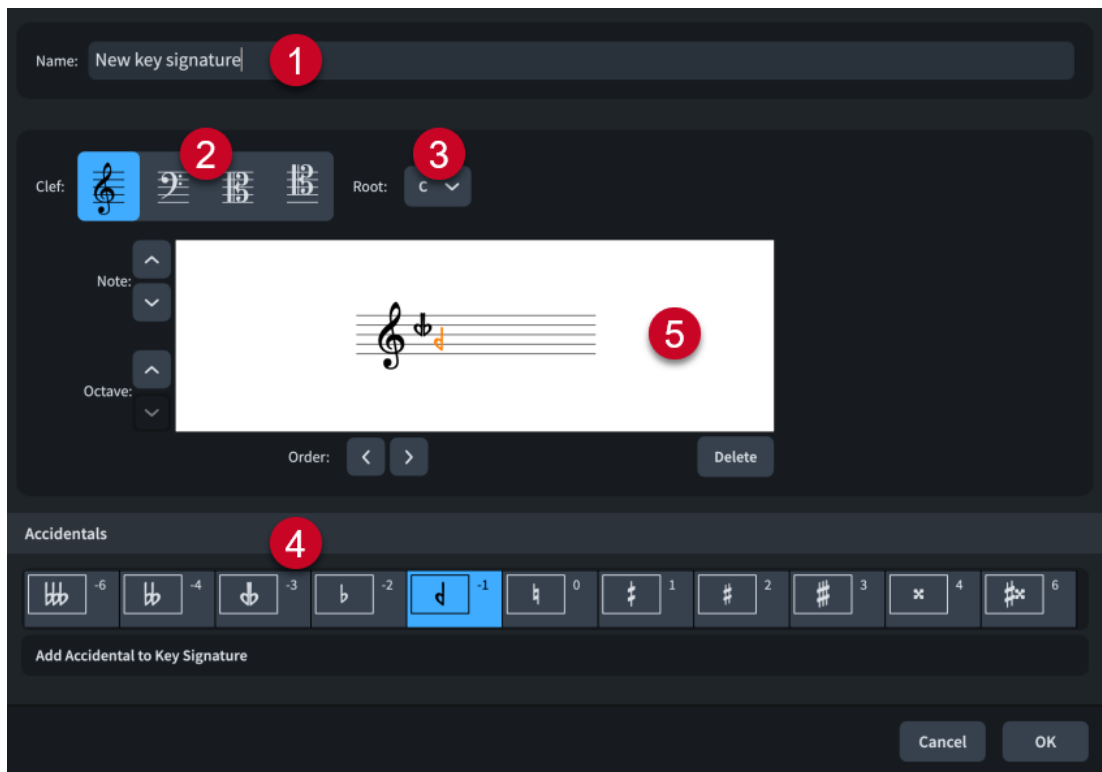 Name: New key signature 1
2 3
Clef: Root: C
Note:
5
Octave:
Order: Delete
Accidentals
4
-6 -4 -3 -2 -1 0 1 2 3 4 6
Add Accidental to Key Signature
Cancel OK